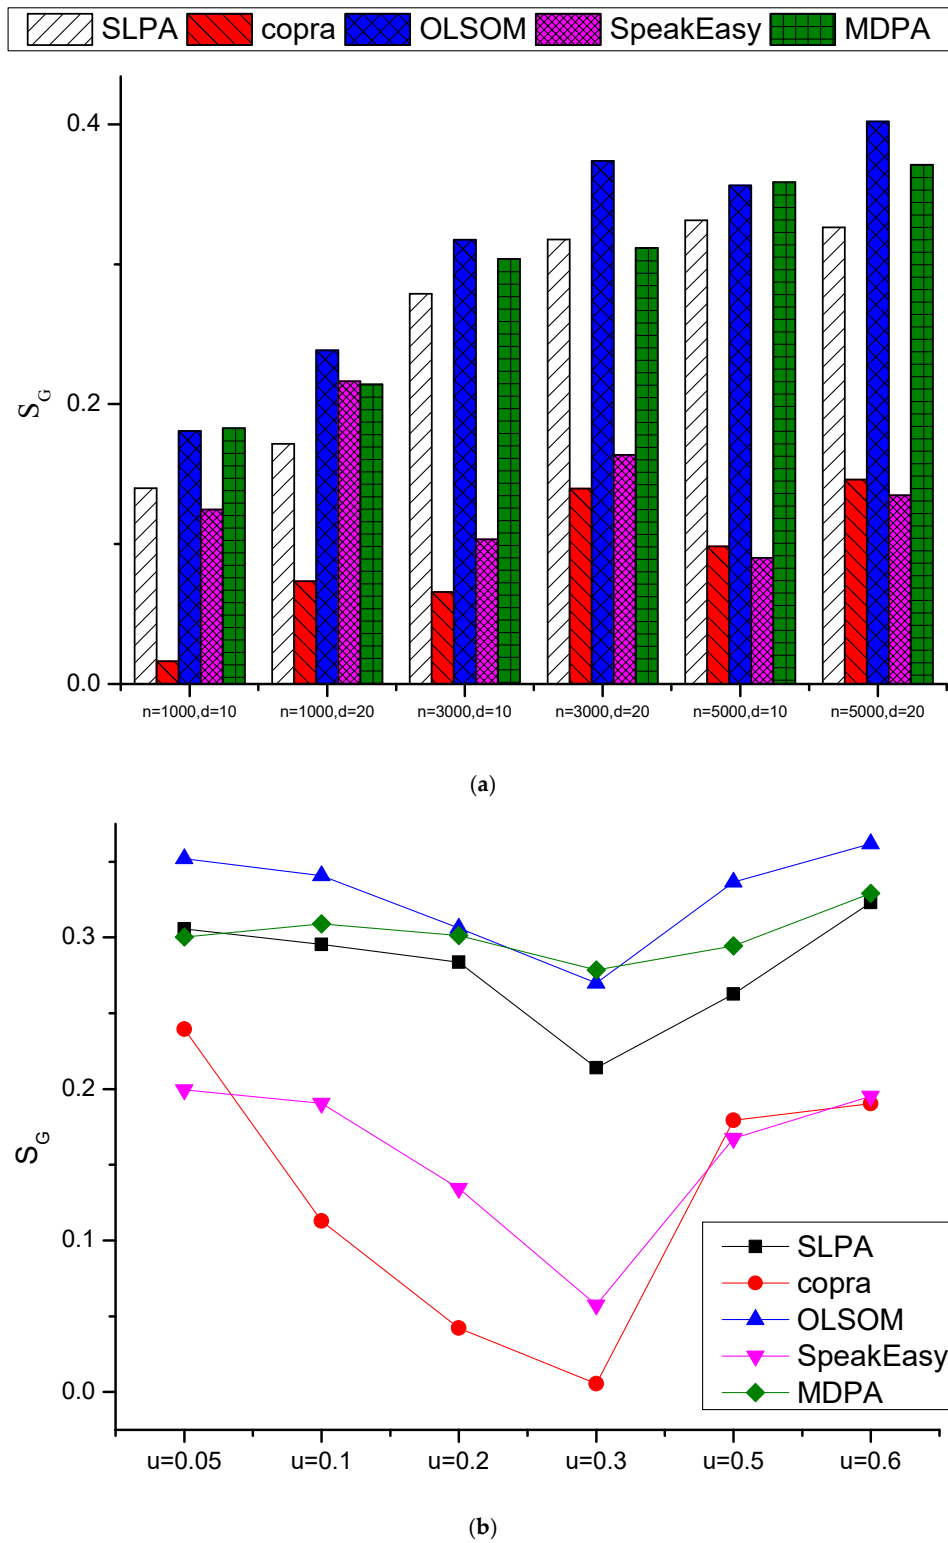 SLPA copra OLSOM SpeakEasy MDPA
0.4
0.2
0.0
S_G
n=1000,d=10 n=1000,d=20 n=3000,d=10 n=3000,d=20 n=5000,d=10 n=5000,d=20
(a)
0.3
0.2
0.1
0.0
S_G
SLPA
copra
OLSOM
SpeakEasy
MDPA
u=0.05 u=0.1 u=0.2 u=0.3 u=0.5 u=0.6
(b)